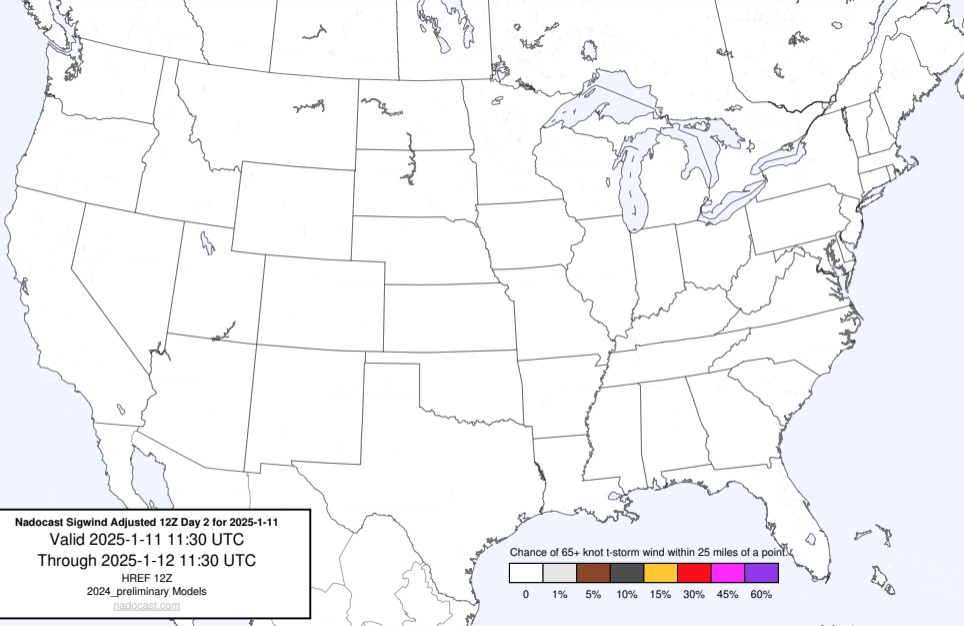 Nadocast Sigwind Adjusted 12Z Day 2 for 2025-1-11
Valid 2025-1-11 11:30 UTC
Through 2025-1-12 11:30 UTC
HREF 12Z
2024_preliminary Models
nadocast.com
Chance of 65+ knot t-storm wind within 25 miles of a point.
0 1% 5% 10% 15% 30% 45% 60%